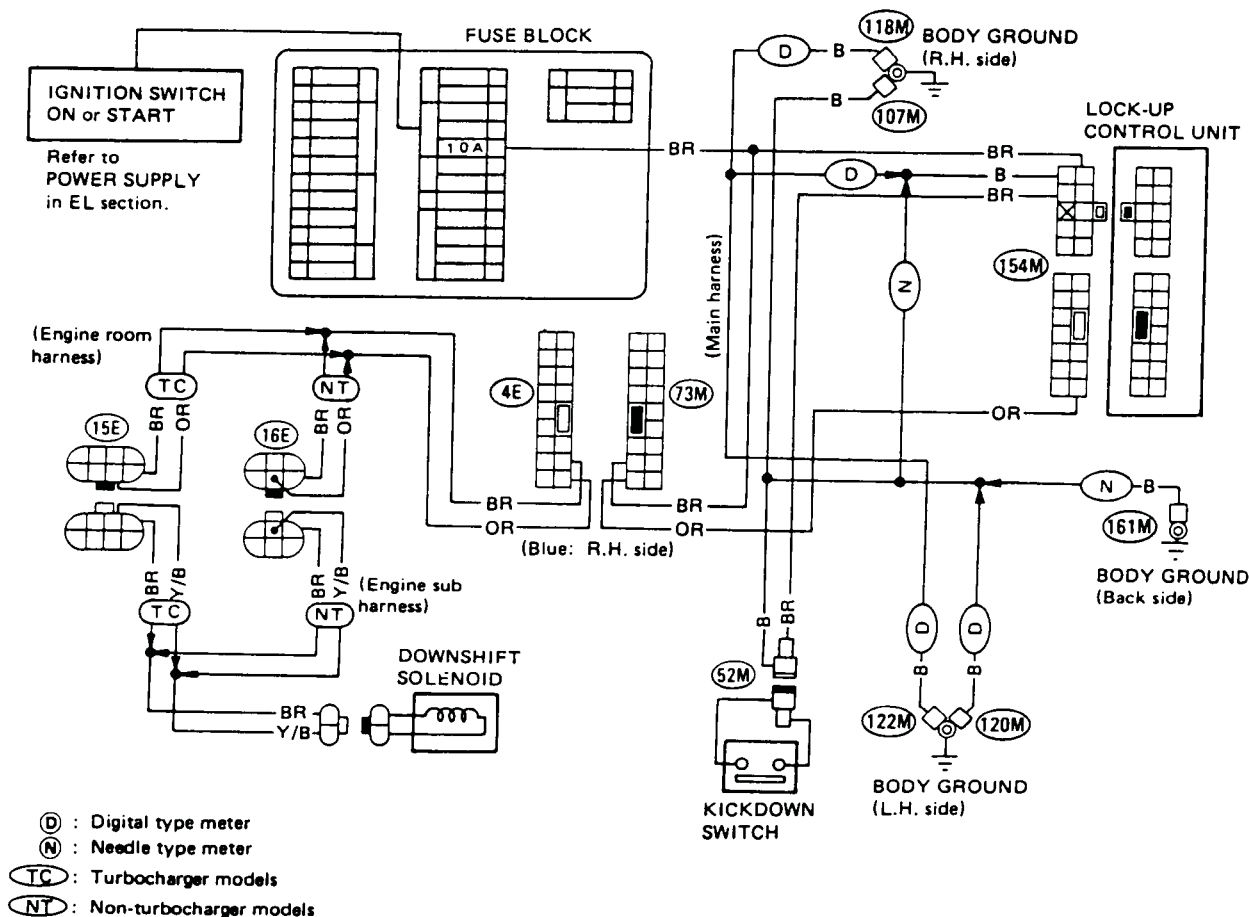 FUSE BLOCK
IGNITION SWITCH
ON or START
Refer to
POWER SUPPLY
in EL section.
10A
BR
118M
BODY GROUND
(R.H. side)
D
B
B
107M
LOCK-UP
CONTROL UNIT
BR
D
B
BR
154M
N
(Main harness)
(Engine room
harness)
TC
NT
BR
OR
BR
OR
15E
16E
4E
73M
OR
BR
OR
BR
OR
(Blue: R.H. side)
N
B
161M
BODY GROUND
(Back side)
BR
Y/B
BR
Y/B
(Engine sub
harness)
TC
NT
DOWNSHIFT
SOLENOID
BR
Y/B
B
BR
52M
KICKDOWN
SWITCH
D
D
B
B
122M
120M
BODY GROUND
(L.H. side)
D : Digital type meter
N : Needle type meter
TC : Turbocharger models
NT : Non-turbocharger models